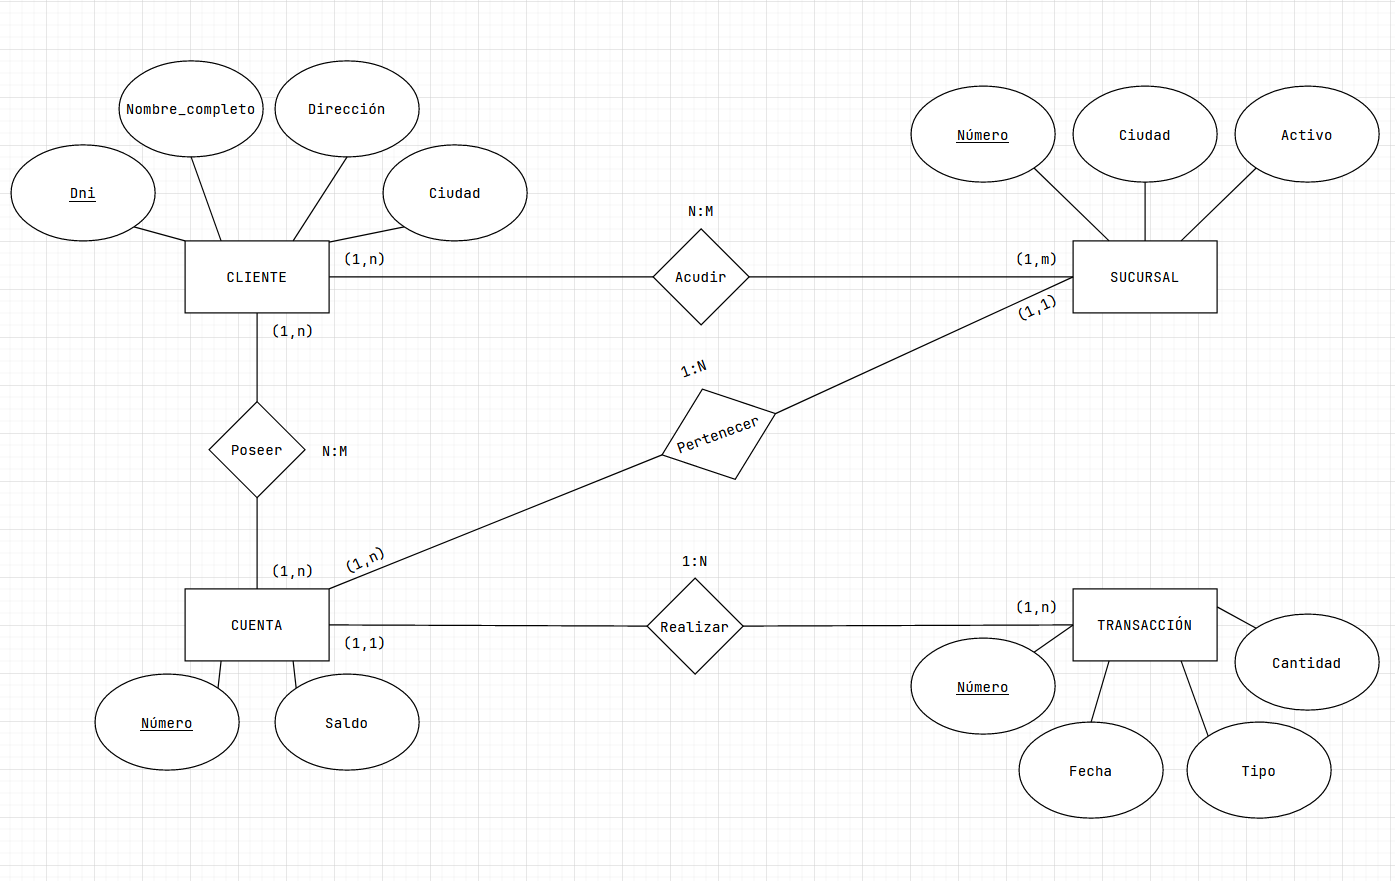 Nombre_completo
Dirección
Dni
Ciudad
Número
Ciudad
Activo
N:M
CLIENTE
(1,n)
Acudir
(1,m)
SUCURSAL
(1,1)
(1,n)
1:N
Pertenecer
Poseer
N:M
(1,n)
(1,n)
1:N
CUENTA
(1,1)
Realizar
(1,n)
TRANSACCIÓN
Número
Saldo
Número
Cantidad
Fecha
Tipo